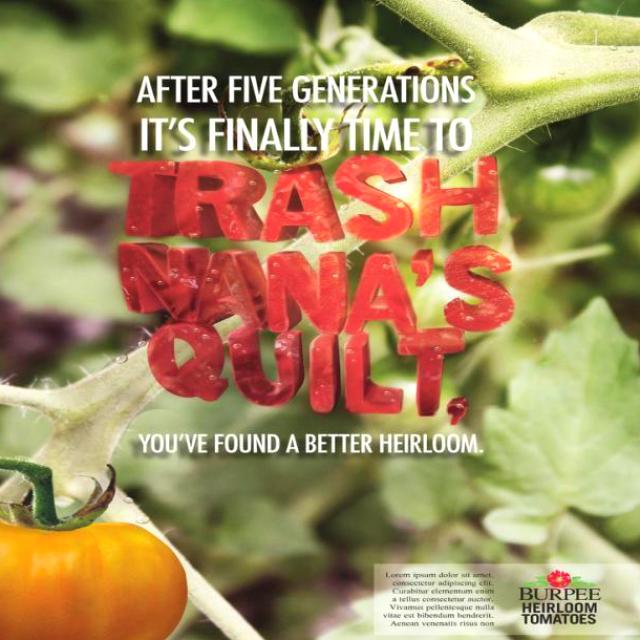 AFTER FIVE GENERATIONS
IT'S FINALLY TIME TO
TRASH
NANA'S
QUILT,
YOU'VE FOUND A BETTER HEIRLOOM.
Lorem ipsum dolor sit amet,
consectetur adipiscing elit.
Curabitur elementum enim
a tellus consectetur auctor.
Vivamus pellentesque nulla
vitae est bibendum hendrerit.
Aenean venenatis risus non
BURPEE
HEIRLOOM
TOMATOES